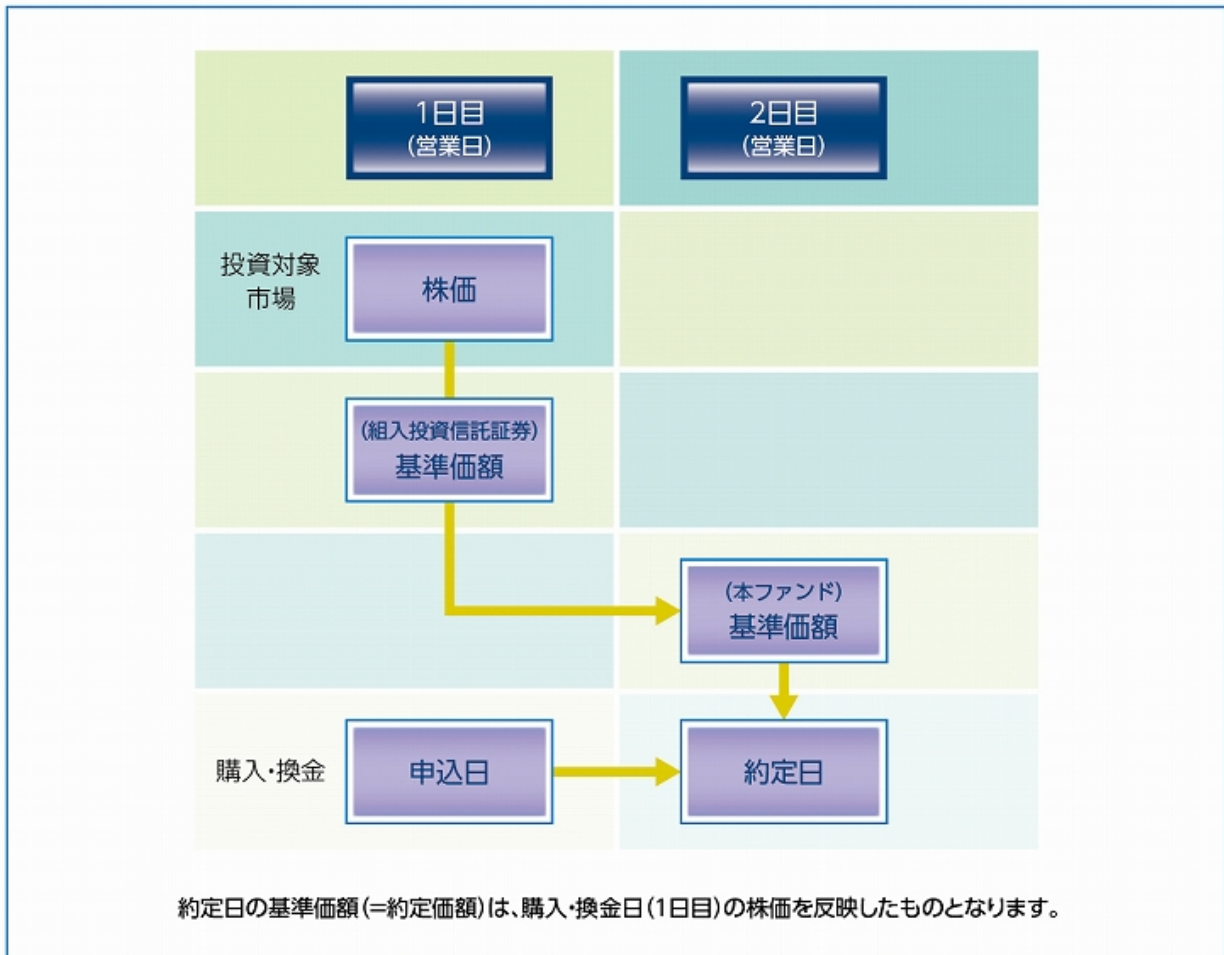 1日目
(営業日)
2日目
(営業日)
投資対象
市場
株価
(組入投資信託証券)
基準価額
(本ファンド)
基準価額
購入・換金
申込日
約定日
約定日の基準価額(=約定価額)は、購入・換金日(1日目)の株価を反映したものとなります。